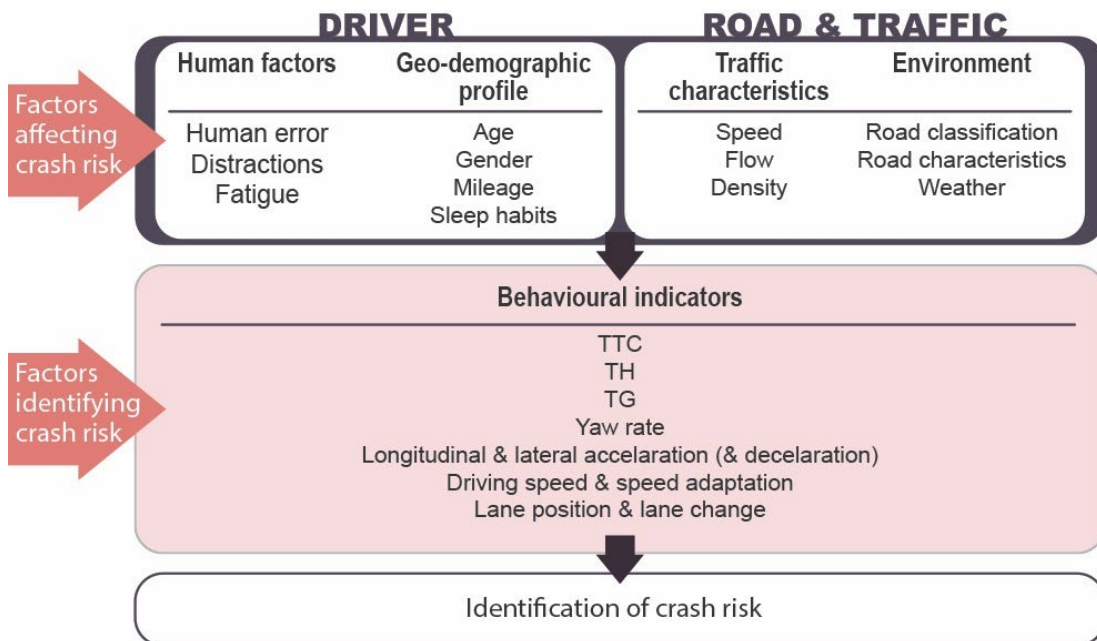 DRIVER
ROAD & TRAFFIC
Factors
affecting
crash risk
Human factors
Human error
Distractions
Fatigue
Geo-demographic
profile
Age
Gender
Mileage
Sleep habits
Traffic
characteristics
Speed
Flow
Density
Environment
Road classification
Road characteristics
Weather
Factors
identifying
crash risk
Behavioural indicators
TTC
TH
TG
Yaw rate
Longitudinal & lateral accelaration (& decelaration)
Driving speed & speed adaptation
Lane position & lane change
Identification of crash risk